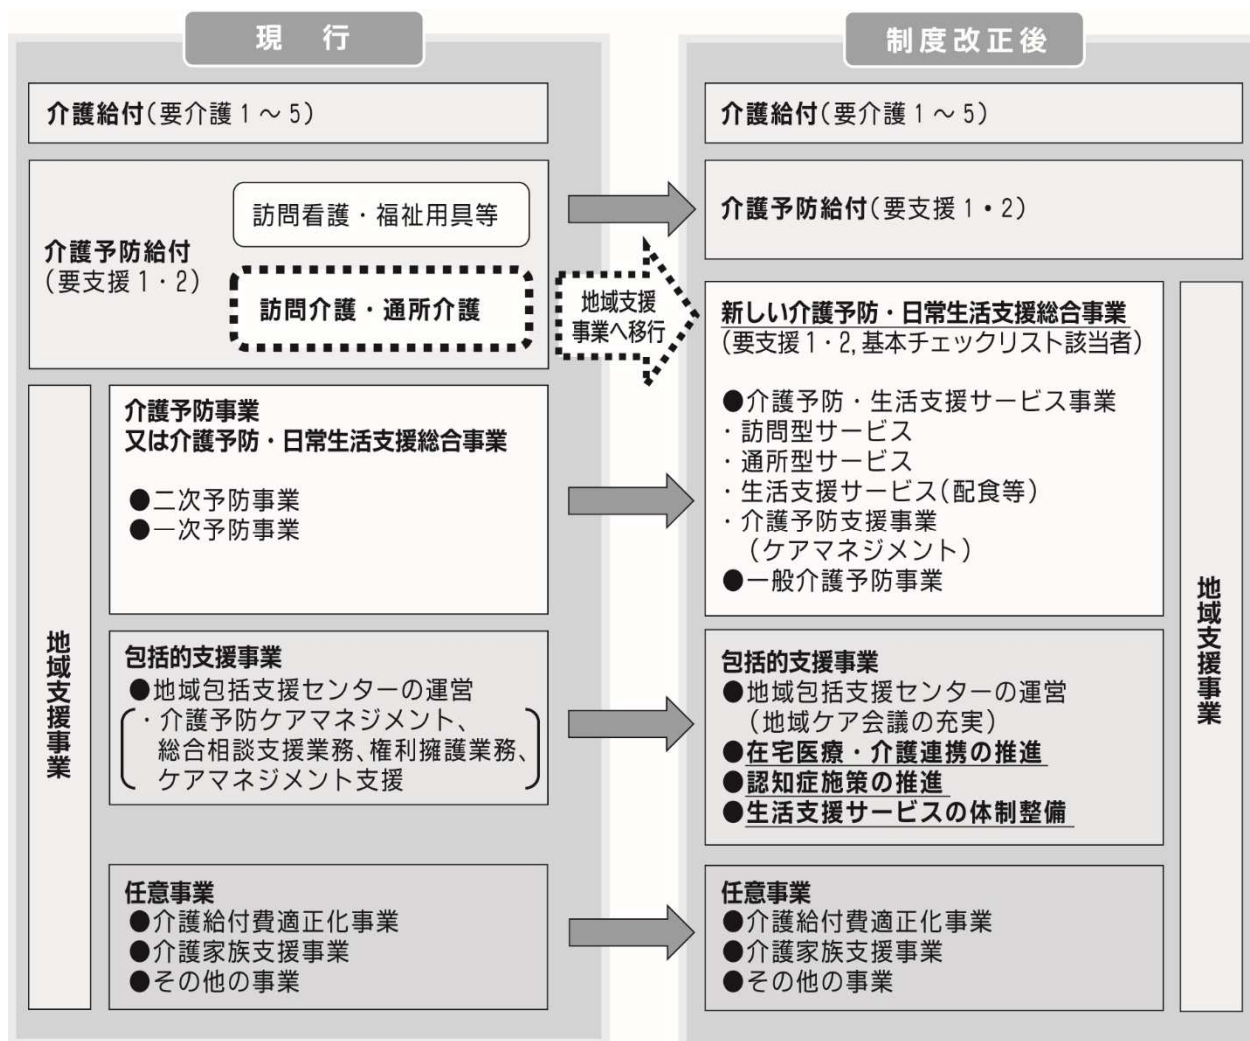 現 行
介護給付(要介護1~5)
介護予防給付
(要支援1・2)
訪問看護・福祉用具等
訪問介護・通所介護
地域支援
事業へ移行
地域支援事業
介護予防事業
又は介護予防・日常生活支援総合事業
●二次予防事業
●一次予防事業
包括的支援事業
●地域包括支援センターの運営
・介護予防ケアマネジメント、
総合相談支援業務、権利擁護業務、
ケアマネジメント支援
任意事業
●介護給付費適正化事業
●介護家族支援事業
●その他の事業
制度改正後
介護給付(要介護1~5)
介護予防給付(要支援1・2)
新しい介護予防・日常生活支援総合事業
(要支援1・2,基本チェックリスト該当者)
●介護予防・生活支援サービス事業
・訪問型サービス
・通所型サービス
・生活支援サービス(配食等)
・介護予防支援事業
(ケアマネジメント)
●一般介護予防事業
包括的支援事業
●地域包括支援センターの運営
(地域ケア会議の充実)
●在宅医療・介護連携の推進
●認知症施策の推進
●生活支援サービスの体制整備
任意事業
●介護給付費適正化事業
●介護家族支援事業
●その他の事業
地域支援事業